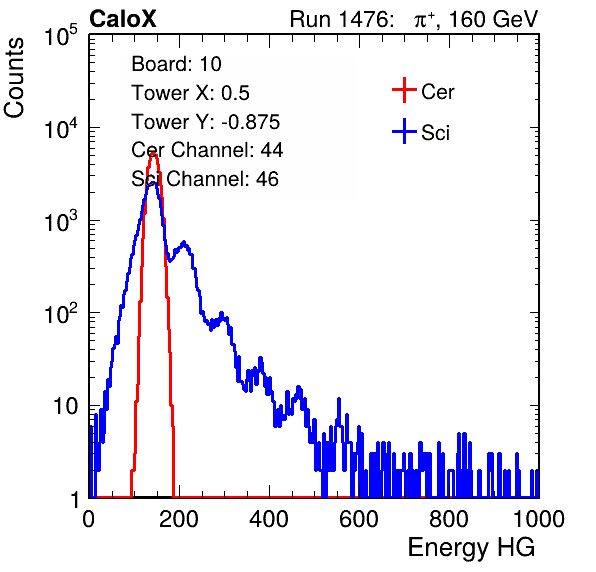 CaloX Run 1476: π⁺, 160 GeV
Counts
Board: 10
Tower X: 0.5
Tower Y: -0.875
Cer Channel: 44
Sci Channel: 46
Cer
Sci
10⁵
10⁴
10³
10²
10
1
0 200 400 600 800 1000
Energy HG